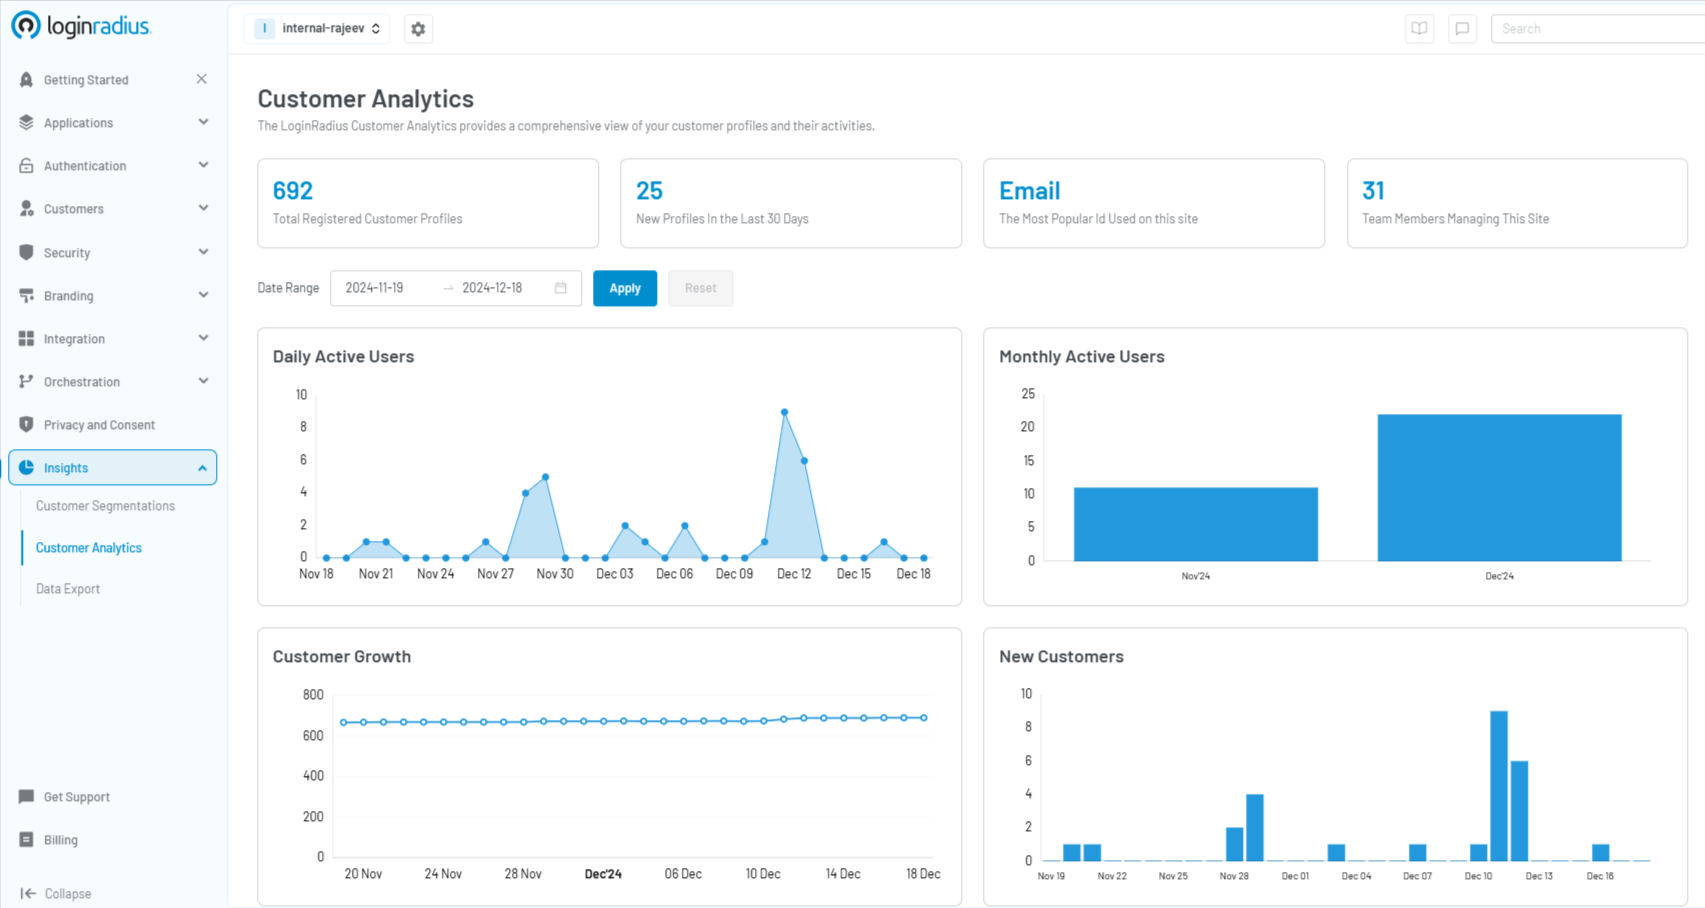 loginradius.
Getting Started
Applications
Authentication
Customers
Security
Branding
Integration
Orchestration
Privacy and Consent
Insights
Customer Segmentations
Customer Analytics
Data Export
Get Support
Billing
Collapse
I internal-rajeev
Search
Customer Analytics
The LoginRadius Customer Analytics provides a comprehensive view of your customer profiles and their activities.
692
Total Registered Customer Profiles
25
New Profiles In the Last 30 Days
Email
The Most Popular Id Used on this site
31
Team Members Managing This Site
Date Range 2024-11-19 → 2024-12-18 Apply Reset
Daily Active Users
10
8
6
4
2
0
Nov 18 Nov 21 Nov 24 Nov 27 Nov 30 Dec 03 Dec 06 Dec 09 Dec 12 Dec 15 Dec 18
Monthly Active Users
25
20
15
10
5
0
Nov'24 Dec'24
Customer Growth
800
600
400
200
0
20 Nov 24 Nov 28 Nov Dec'24 06 Dec 10 Dec 14 Dec 18 Dec
New Customers
10
8
6
4
2
0
Nov 19 Nov 22 Nov 25 Nov 28 Dec 01 Dec 04 Dec 07 Dec 10 Dec 13 Dec 16